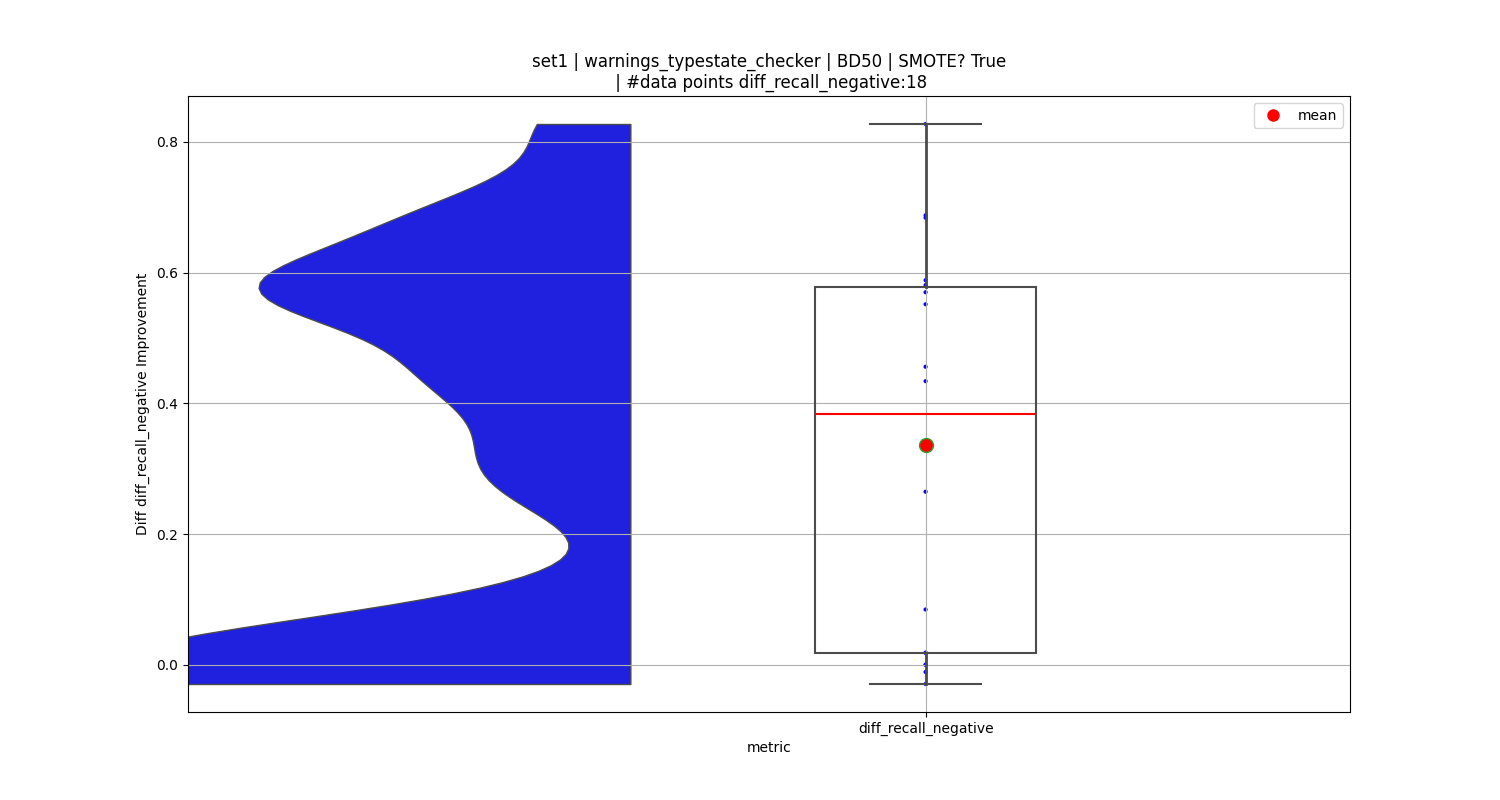 set1 | warnings_typestate_checker | BD50 | SMOTE? True
| #data points diff_recall_negative:18
mean
0.8
0.6
0.4
0.2
0.0
Diff diff_recall_negative Improvement
diff_recall_negative
metric